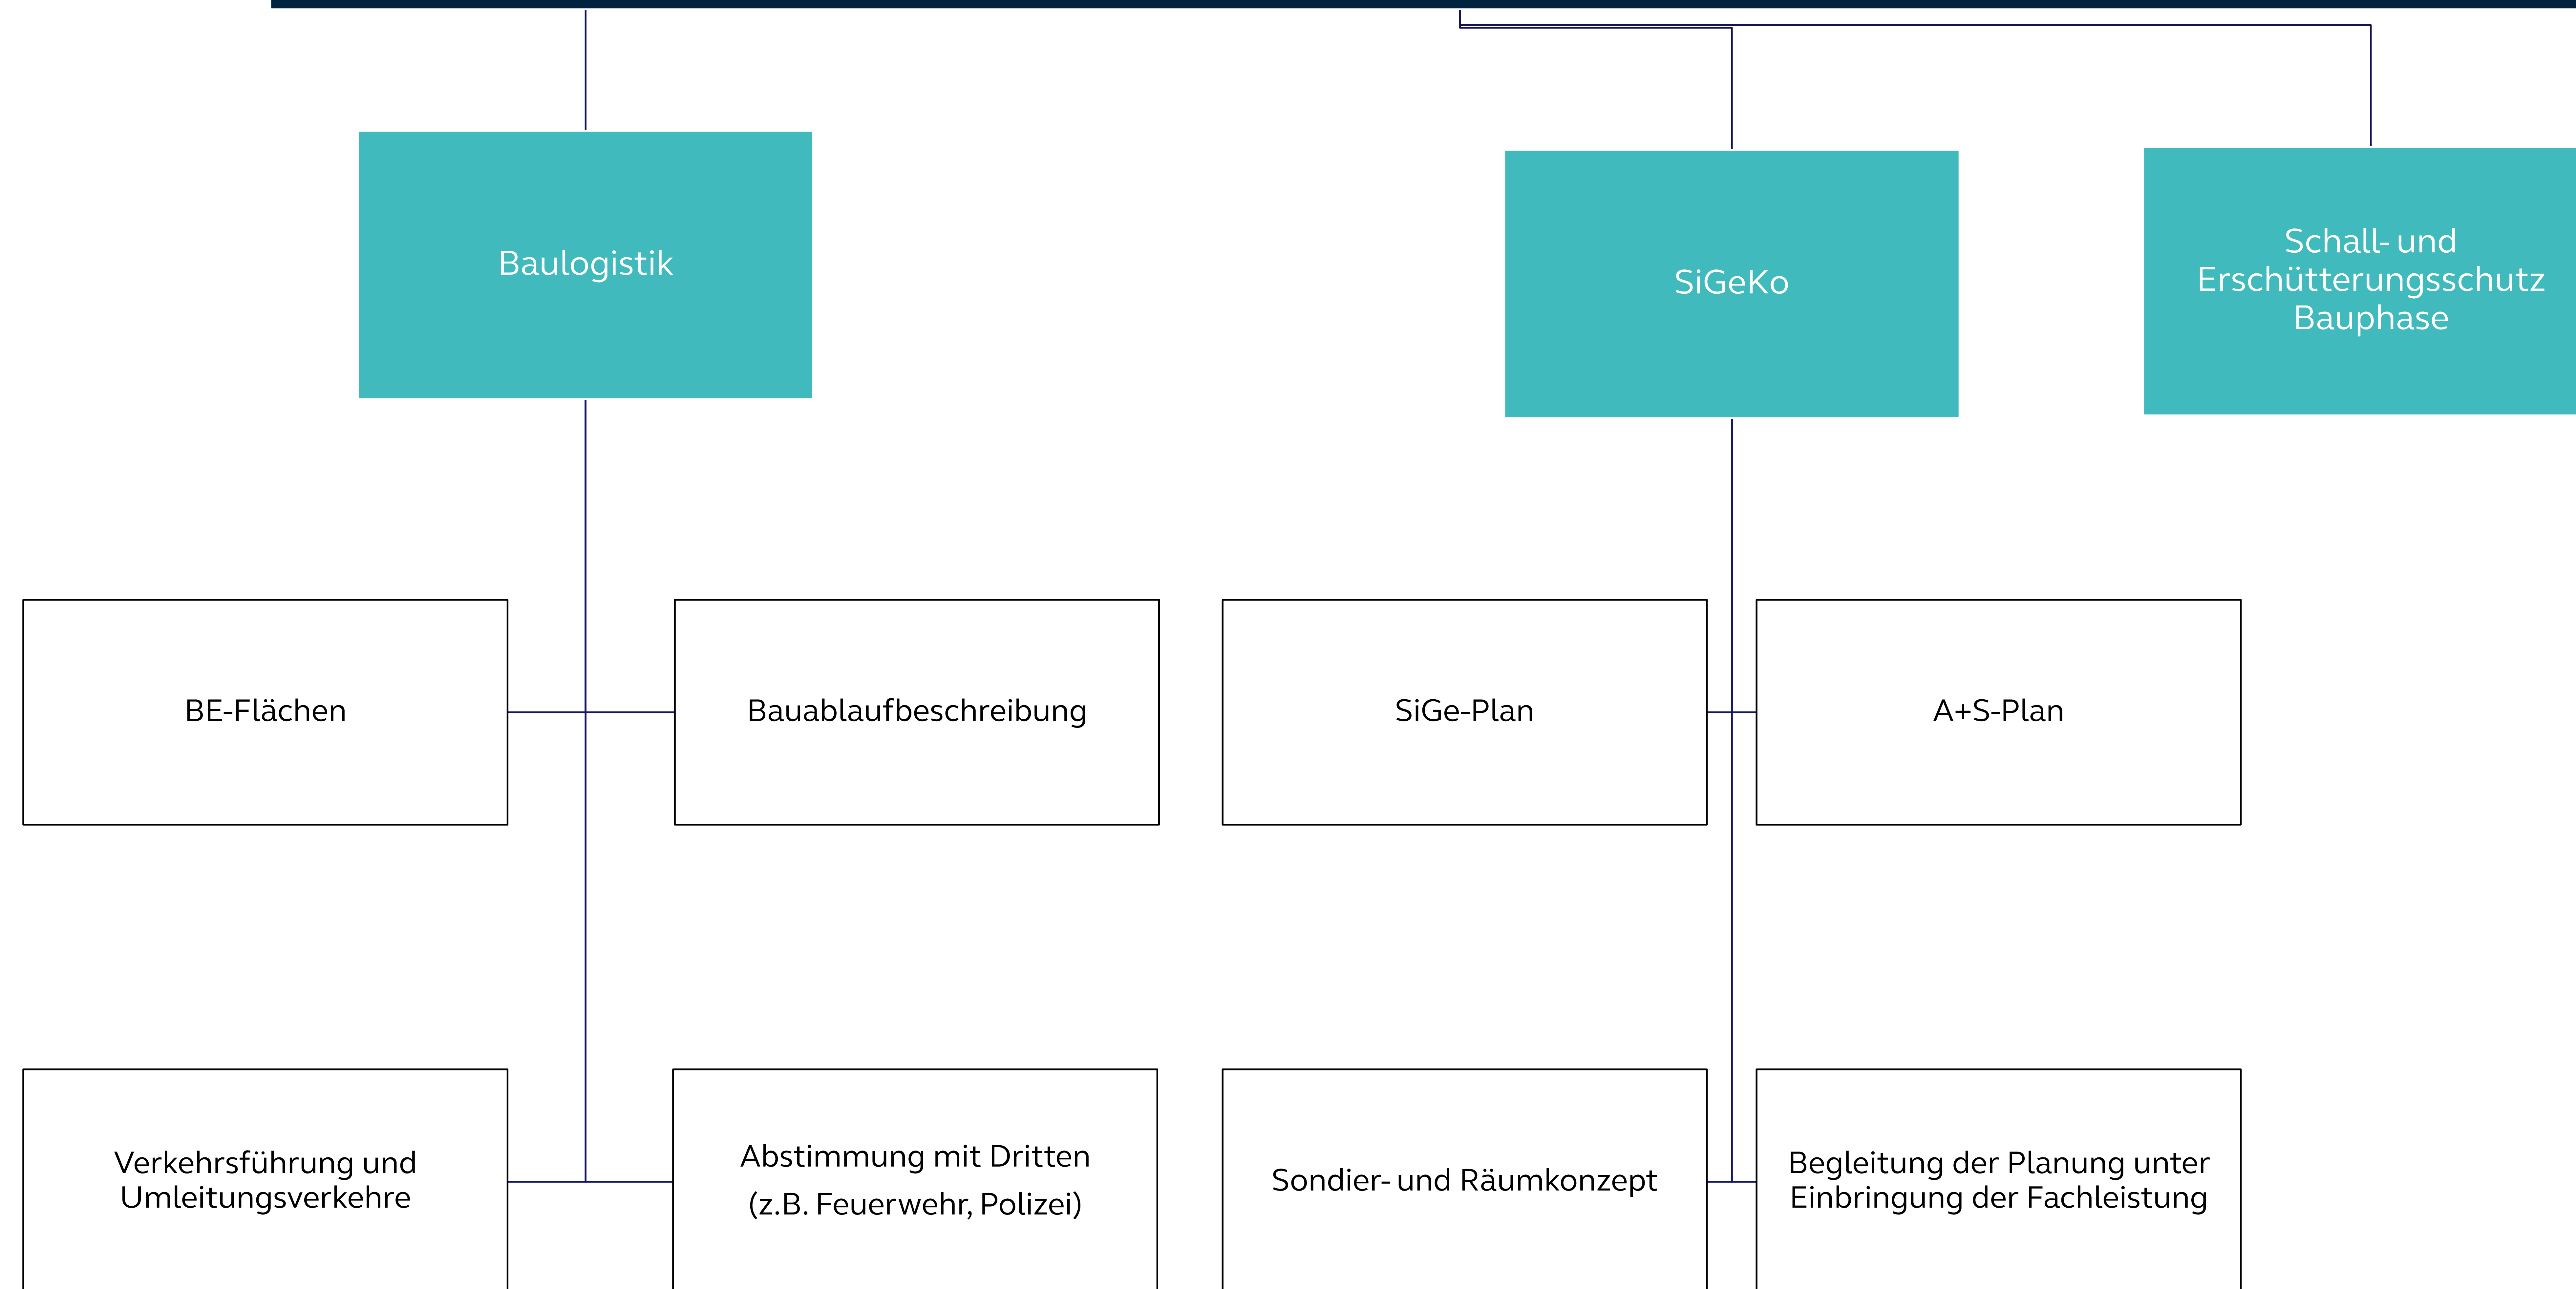 Baulogistik
SiGeKo
Schall- und
Erschütterungsschutz
Bauphase
BE-Flächen
Bauablaufbeschreibung
SiGe-Plan
A+S-Plan
Verkehrsführung und
Umleitungsverkehre
Abstimmung mit Dritten
(z.B. Feuerwehr, Polizei)
Sondier- und Räumkonzept
Begleitung der Planung unter
Einbringung der Fachleistung